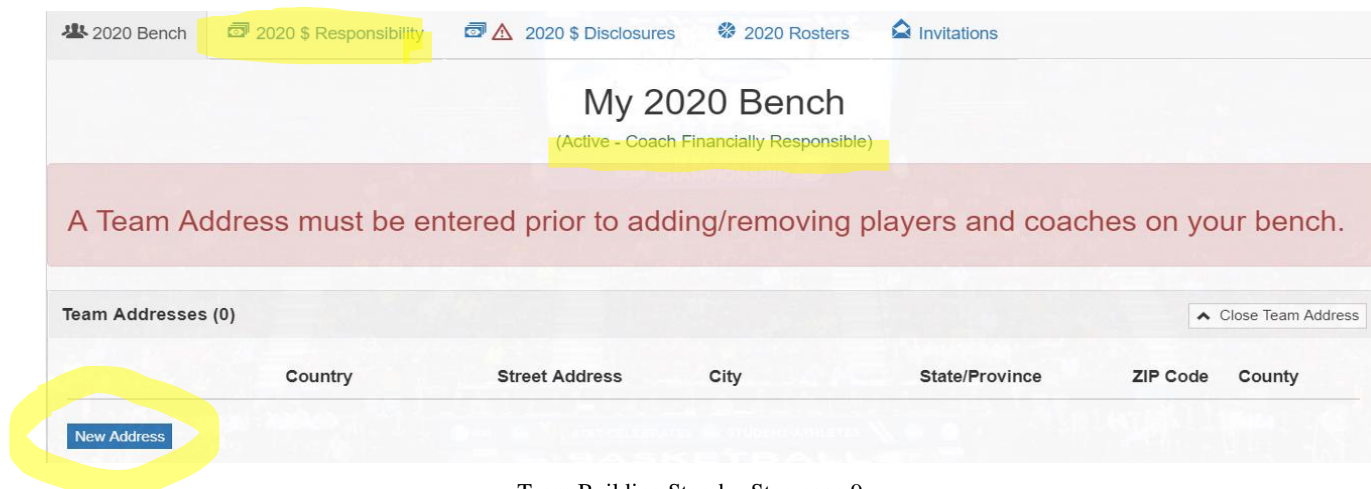 2020 Bench 2020 $ Responsibility 2020 $ Disclosures 2020 Rosters Invitations
My 2020 Bench
(Active - Coach Financially Responsible)
A Team Address must be entered prior to adding/removing players and coaches on your bench.
Team Addresses (0) Close Team Address
Country Street Address City State/Province ZIP Code County
New Address
BASKETBALL